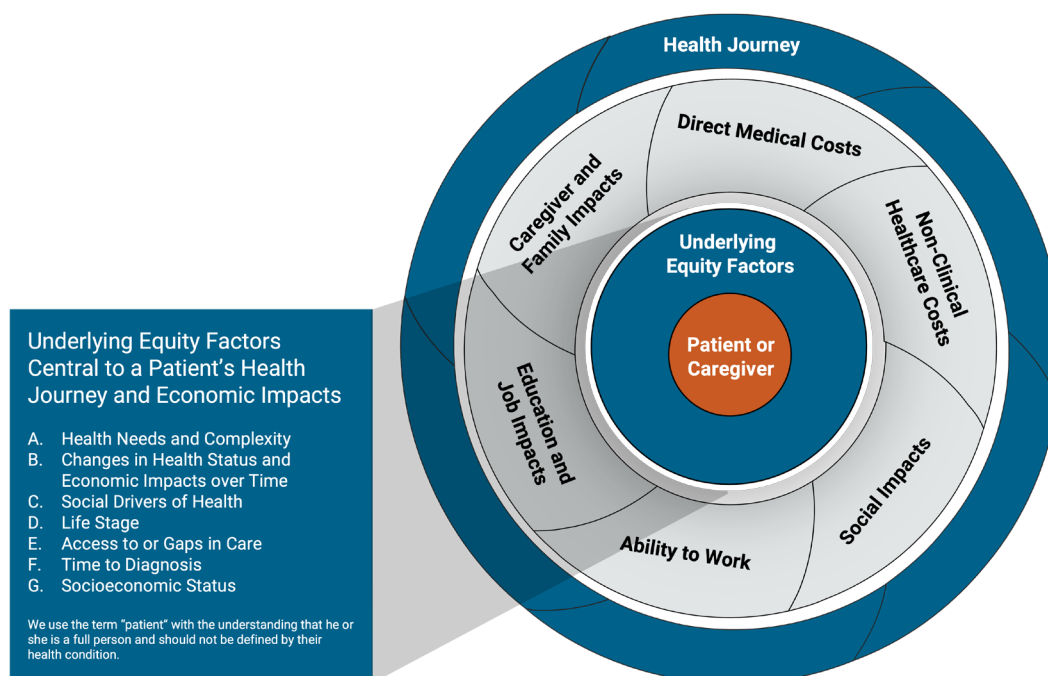 Health Journey
Direct Medical Costs
Non-Clinical
Healthcare Costs
Social Impacts
Ability to Work
Education and
Job Impacts
Caregiver and
Family Impacts
Underlying
Equity Factors
Patient or
Caregiver
Underlying Equity Factors
Central to a Patient's Health
Journey and Economic Impacts
A. Health Needs and Complexity
B. Changes in Health Status and
Economic Impacts over Time
C. Social Drivers of Health
D. Life Stage
E. Access to or Gaps in Care
F. Time to Diagnosis
G. Socioeconomic Status
We use the term “patient” with the understanding that he or
she is a full person and should not be defined by their
health condition.